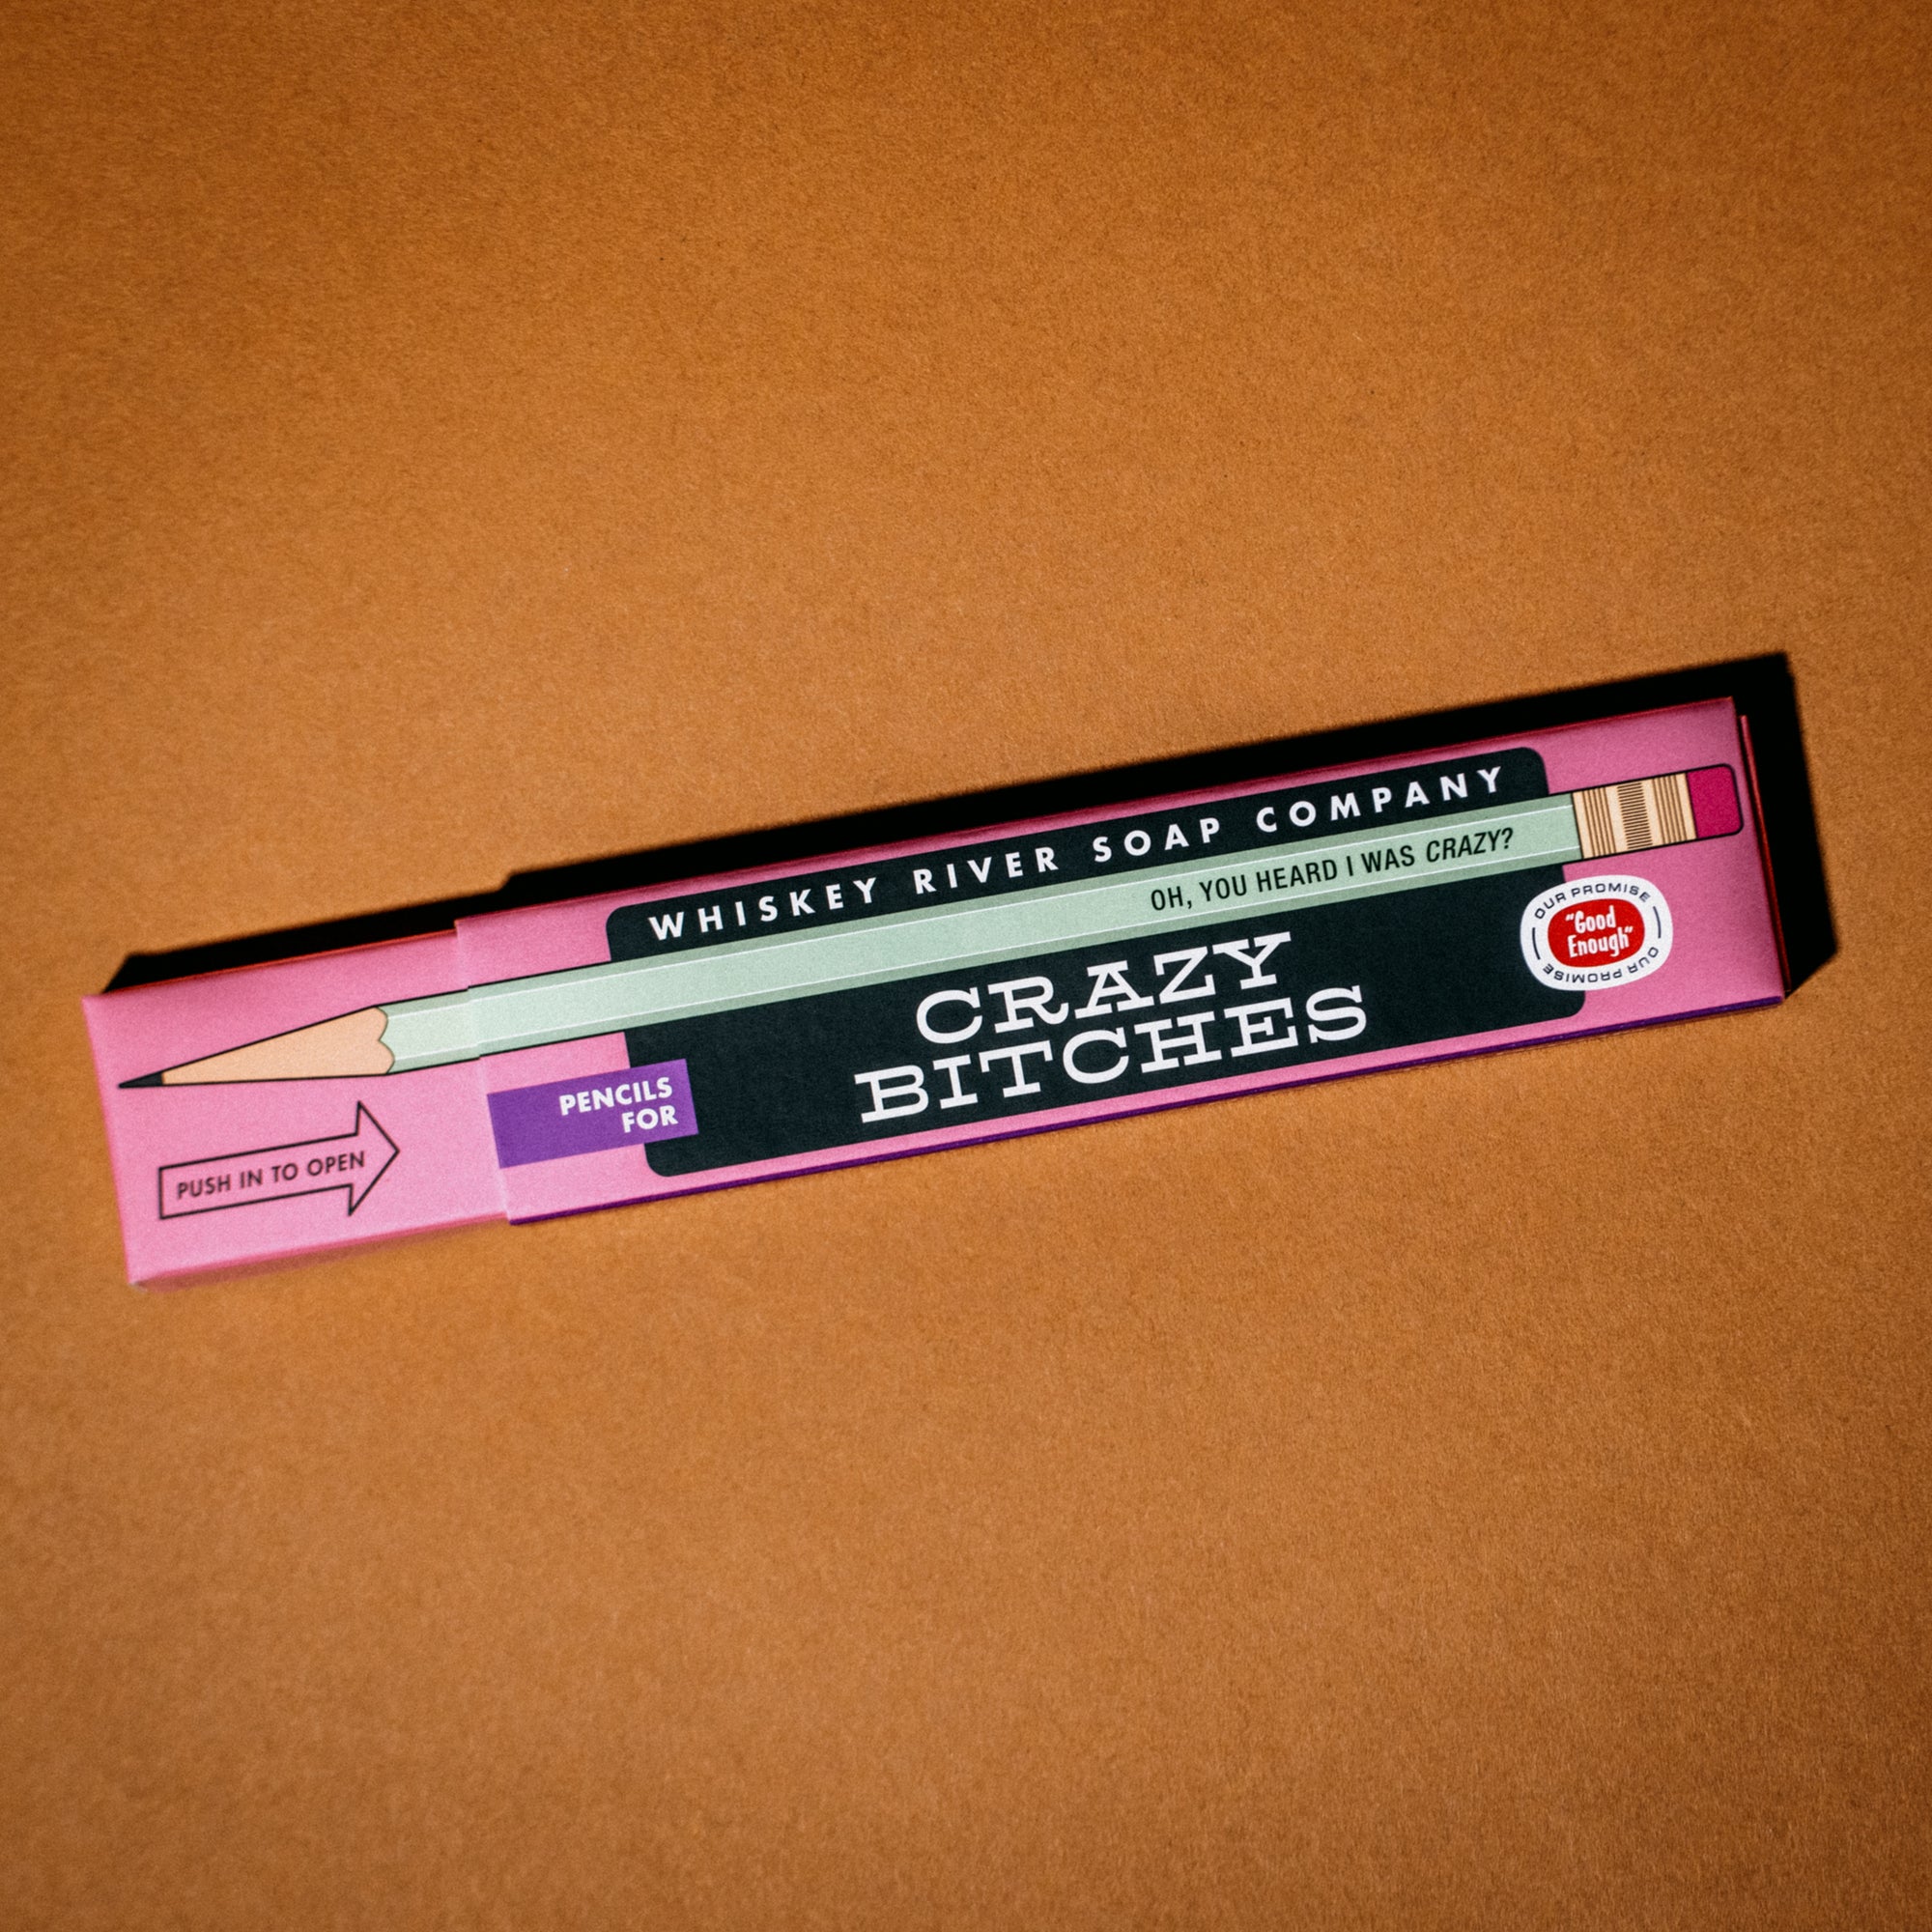 WHISKEY RIVER SOAP COMPANY
OH, YOU HEARD I WAS CRAZY?
OUR PROMISE
"Good
Enough"
OUR PROMISE
PENCILS
FOR
CRAZY
BITCHES
PUSH IN TO OPEN